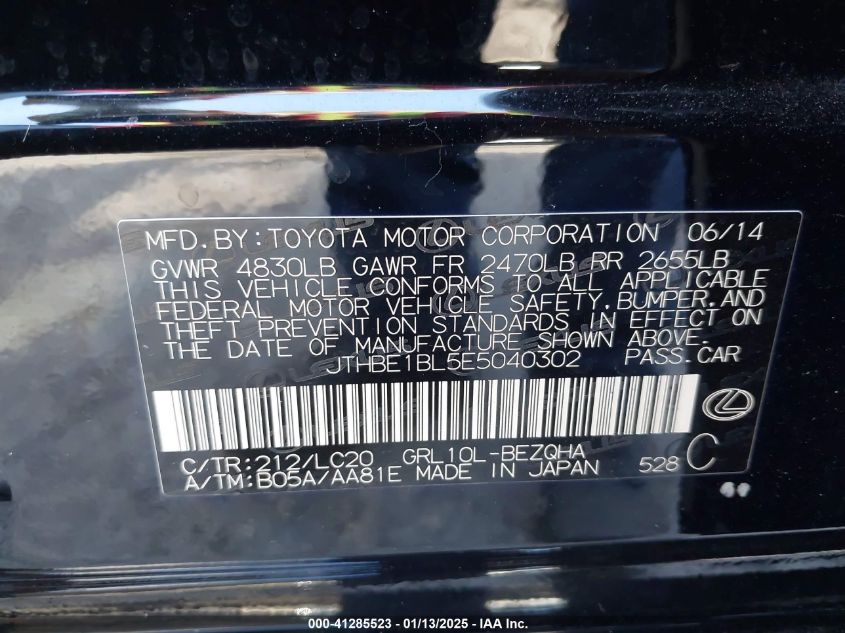 MFD. BY: TOYOTA MOTOR CORPORATION 06/14
GVWR 4830LB GAWR FR 2470LB RR 2655LB
THIS VEHICLE CONFORMS TO ALL APPLICABLE
FEDERAL MOTOR VEHICLE SAFETY, BUMPER, AND
THEFT PREVENTION STANDARDS IN EFFECT ON
THE DATE OF MANUFACTURE SHOWN ABOVE.
JTHBE1BL5E5040302 PASS. CAR
C/TR: 212/LC20 GRL10L-BEZQHA
A/TM: B05A/AA81E MADE IN JAPAN 528 C
000-41285523 - 01/13/2025 - IAA Inc.